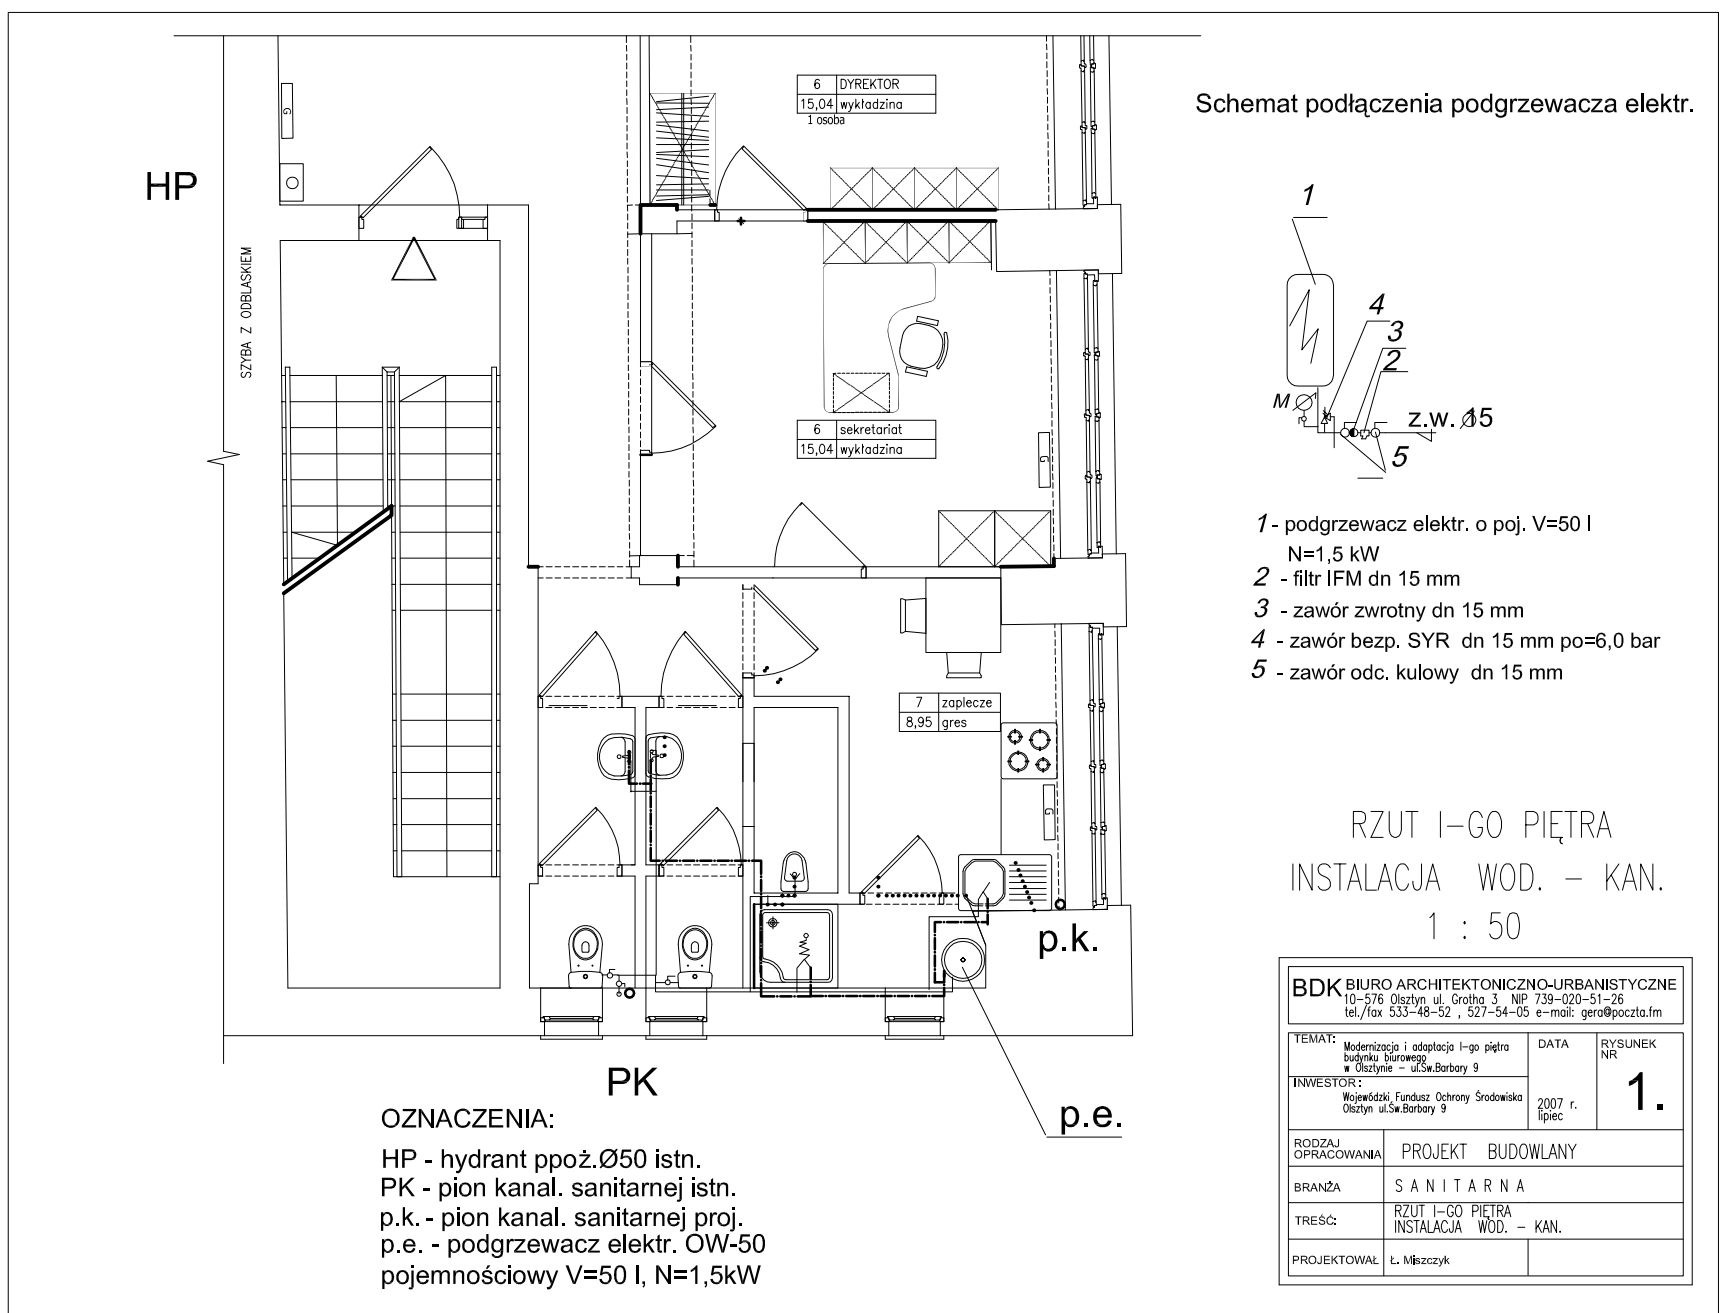 6 DYREKTOR
15,04 wykładzina
1 osoba
G
HP
SZYBA Z ODBLASKIEM
6 sekretariat
15,04 wykładzina
G
7 zaplecze
8,95 gres
G
p.k.
PK
p.e.
OZNACZENIA:
HP - hydrant ppoż.Ø50 istn.
PK - pion kanal. sanitarnej istn.
p.k. - pion kanal. sanitarnej proj.
p.e. - podgrzewacz elektr. OW-50
pojemnościowy V=50 l, N=1,5kW
Schemat podłączenia podgrzewacza elektr.
1
4
3
2
M
z.w. Ø15
5
1 - podgrzewacz elektr. o poj. V=50 l
N=1,5 kW
2 - filtr IFM dn 15 mm
3 - zawór zwrotny dn 15 mm
4 - zawór bezp. SYR dn 15 mm po=6,0 bar
5 - zawór odc. kulowy dn 15 mm
RZUT I-GO PIĘTRA
INSTALACJA WOD. - KAN.
1 : 50
BDK BIURO ARCHITEKTONICZNO-URBANISTYCZNE
10-576 Olsztyn ul. Grotha 3 NIP 739-020-51-26
tel./fax 533-48-52 , 527-54-05 e-mail: gera@poczta.fm
TEMAT: Modernizacja i adaptacja I-go piętra
budynku biurowego
w Olsztynie - ul.Św.Barbary 9
INWESTOR:
Wojewódzki Fundusz Ochrony Środowiska
Olsztyn ul.Św.Barbary 9
DATA
2007 r.
lipiec
RYSUNEK
NR
1.
RODZAJ
OPRACOWANIA
PROJEKT BUDOWLANY
BRANŻA SANITARNA
TREŚĆ: RZUT I-GO PIĘTRA
INSTALACJA WOD. - KAN.
PROJEKTOWAŁ Ł. Miszczyk